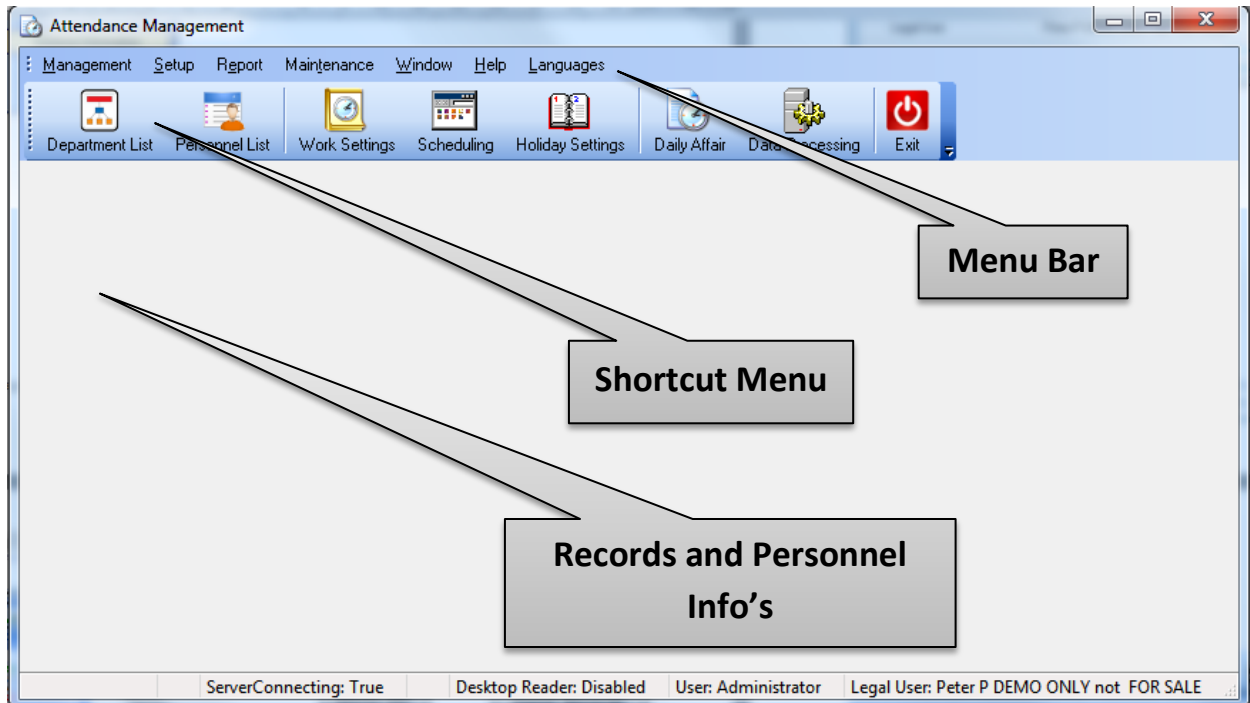 Attendance Management
Management Setup Report Maintenance Window Help Languages
Department List Personnel List Work Settings Scheduling Holiday Settings Daily Affair Data Processing Exit
Menu Bar
Shortcut Menu
Records and Personnel
Info’s
ServerConnecting: True Desktop Reader: Disabled User: Administrator Legal User: Peter P DEMO ONLY not FOR SALE